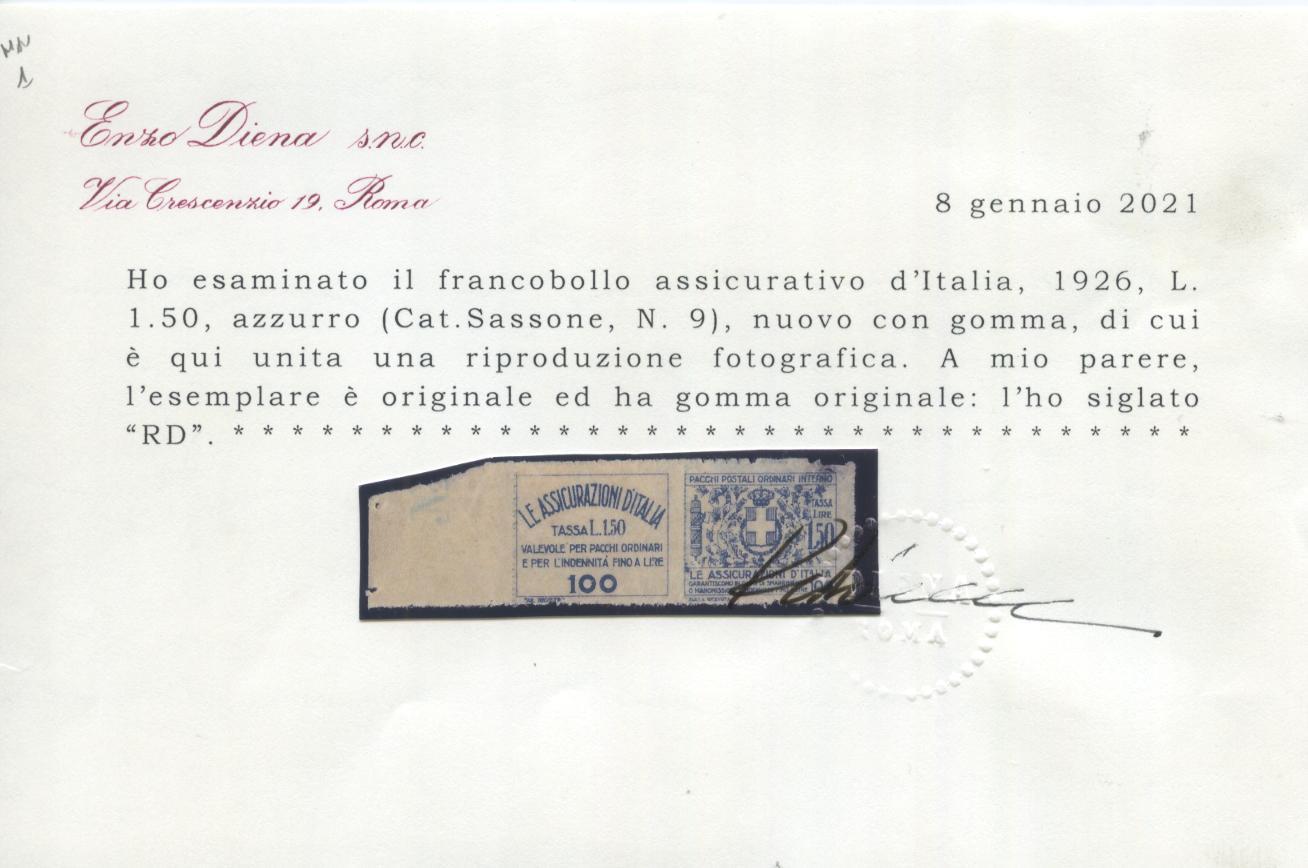 Enzo Diena s.n.c.
Via Crescenzio 19, Roma
8 gennaio 2021
Ho esaminato il francobollo assicurativo d'Italia, 1926, L.
1.50, azzurro (Cat.Sassone, N. 9), nuovo con gomma, di cui
è qui unita una riproduzione fotografica. A mio parere,
l'esemplare è originale ed ha gomma originale: l'ho siglato
“RD”. * * * * * * * * * * * * * * * * * * * * * * * * * * * * * * * * *
LE ASSICURAZIONI D'ITALIA
TASSA L.1.50
VALEVOLE PER PACCHI ORDINARI
E PER L'INDENNITÁ FINO A LIRE
100
PACCHI POSTALI ORDINARI INTERNO
TASSA
LIRE
1.50
LE ASSICURAZIONI D'ITALIA